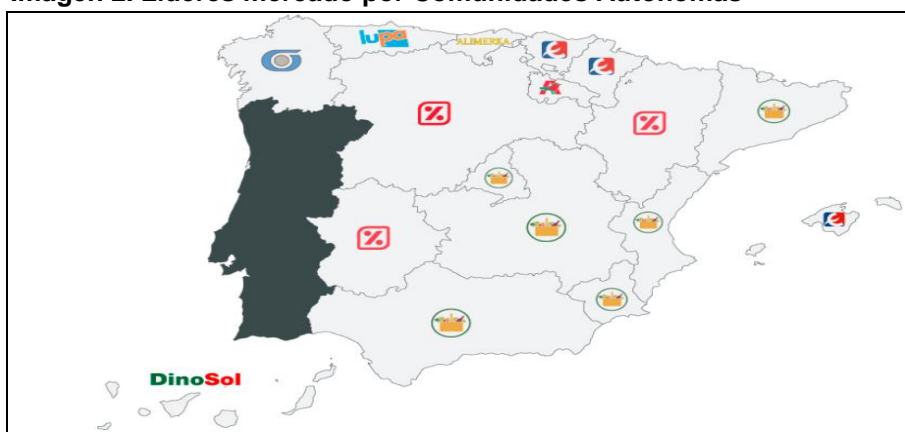 Imagen 2. Líderes mercado por Comunidades Autónomas
lupa
ALIMERKA
DinoSol